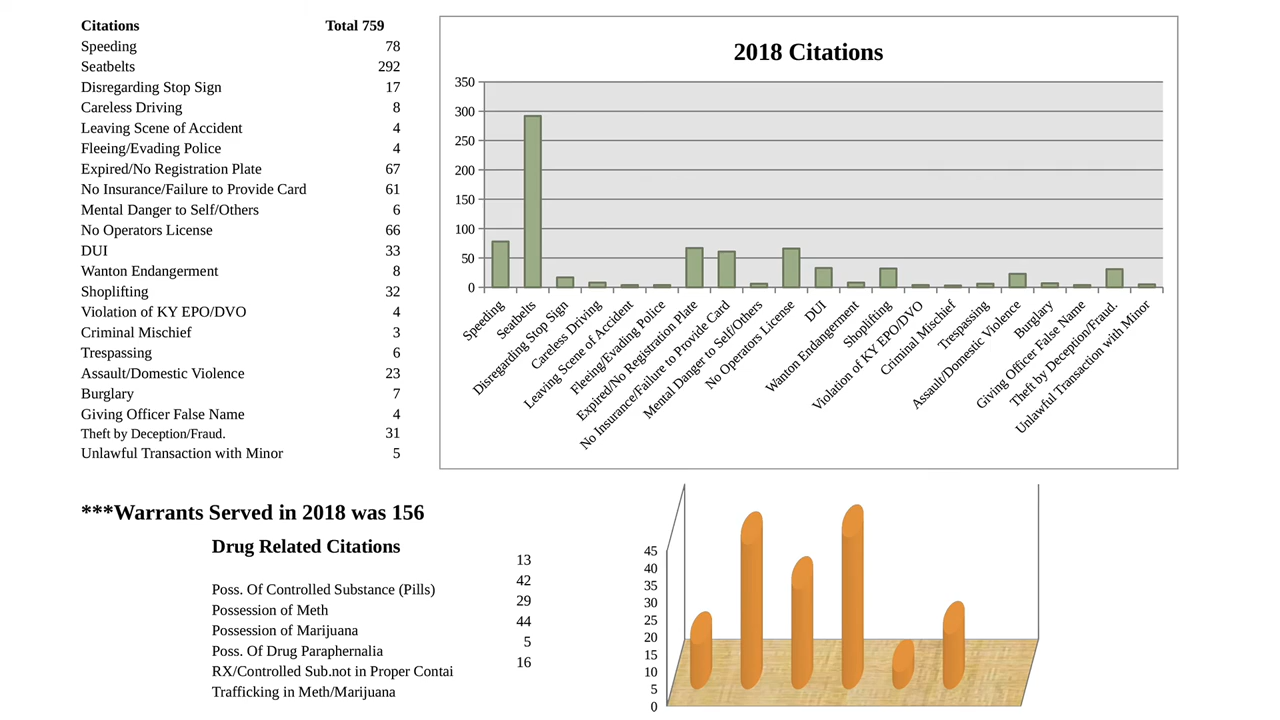 Citations Total 759
Speeding 78
Seatbelts 292
Disregarding Stop Sign 17
Careless Driving 8
Leaving Scene of Accident 4
Fleeing/Evading Police 4
Expired/No Registration Plate 67
No Insurance/Failure to Provide Card 61
Mental Danger to Self/Others 6
No Operators License 66
DUI 33
Wanton Endangerment 8
Shoplifting 32
Violation of KY EPO/DVO 4
Criminal Mischief 3
Trespassing 6
Assault/Domestic Violence 23
Burglary 7
Giving Officer False Name 4
Theft by Deception/Fraud. 31
Unlawful Transaction with Minor 5
2018 Citations
350
300
250
200
150
100
50
0
Speeding
Seatbelts
Disregarding Stop Sign
Careless Driving
Leaving Scene of Accident
Fleeing/Evading Police
Expired/No Registration Plate
No Insurance/Failure to Provide Card
Mental Danger to Self/Others
No Operators License
DUI
Wanton Endangerment
Shoplifting
Violation of KY EPO/DVO
Criminal Mischief
Trespassing
Assault/Domestic Violence
Burglary
Giving Officer False Name
Theft by Deception/Fraud.
Unlawful Transaction with Minor
***Warrants Served in 2018 was 156
Drug Related Citations
13
42
29
44
5
16
Poss. Of Controlled Substance (Pills)
Possession of Meth
Possession of Marijuana
Poss. Of Drug Paraphernalia
RX/Controlled Sub.not in Proper Contai
Trafficking in Meth/Marijuana
45
40
35
30
25
20
15
10
5
0